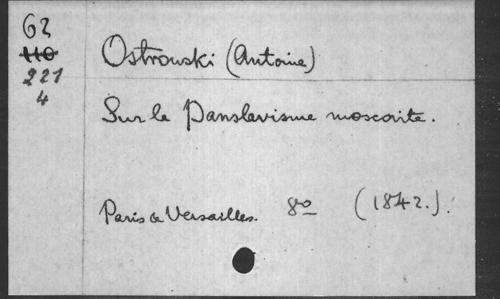 62
110
221
4
Ostrowski (Antoine)
Sur le Panslavisme moscovite.
Paris & Versailles. 8º (1842.).